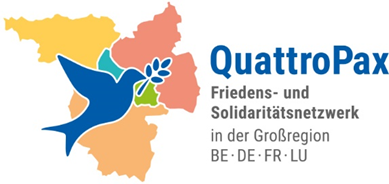 QuattroPax
Friedens- und
Solidaritätsnetzwerk
in der Großregion
BE·DE·FR·LU